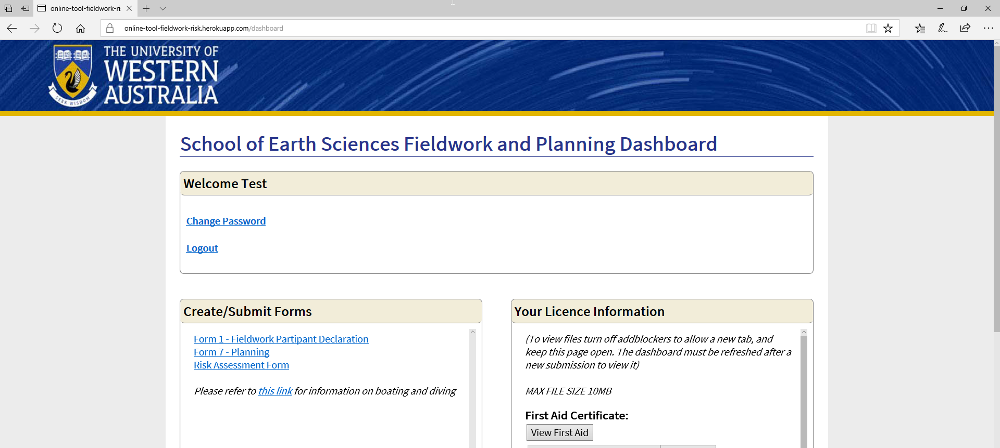 online-tool-fieldwork-ri
online-tool-fieldwork-risk.herokuapp.com/dashboard
THE UNIVERSITY OF
WESTERN
AUSTRALIA
SEEK WISDOM
School of Earth Sciences Fieldwork and Planning Dashboard
Welcome Test
Change Password
Logout
Create/Submit Forms
Form 1 - Fieldwork Partipant Declaration
Form 7 - Planning
Risk Assessment Form
Please refer to this link for information on boating and diving
Your Licence Information
(To view files turn off addblockers to allow a new tab, and
keep this page open. The dashboard must be refreshed after a
new submission to view it)
MAX FILE SIZE 10MB
First Aid Certificate:
View First Aid